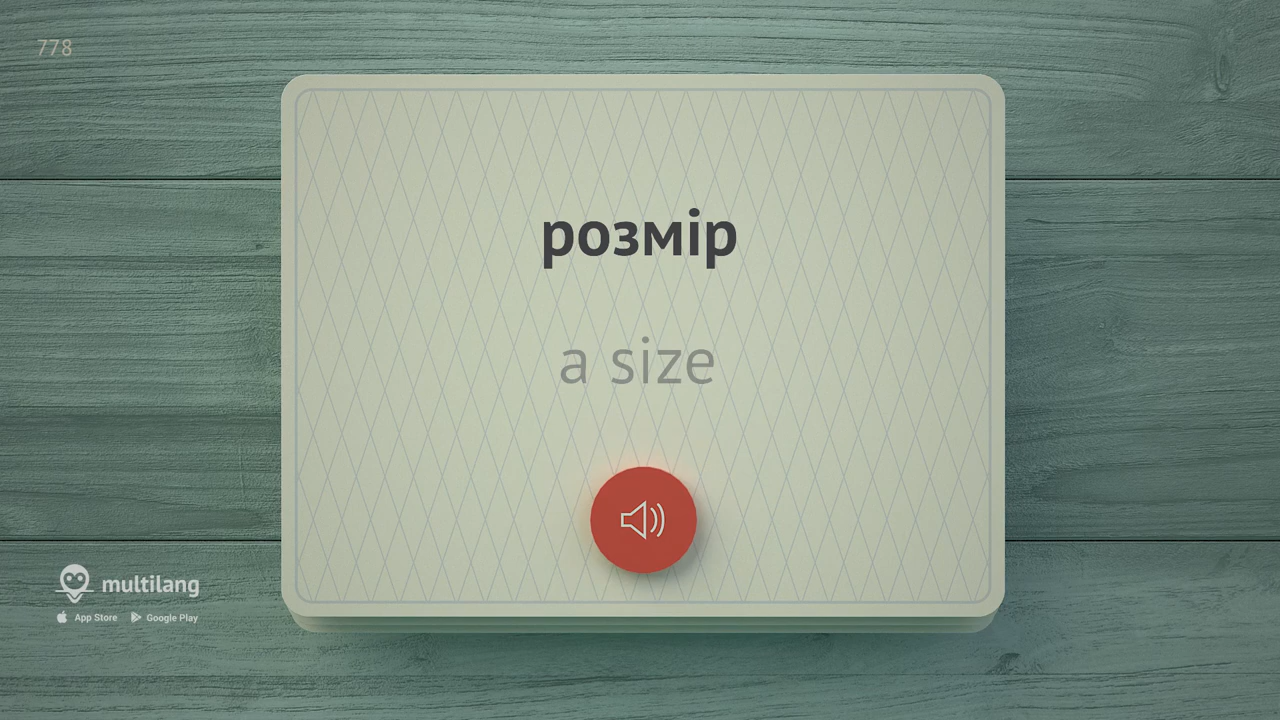 778
розмір
a size
multilang
App Store
Google Play